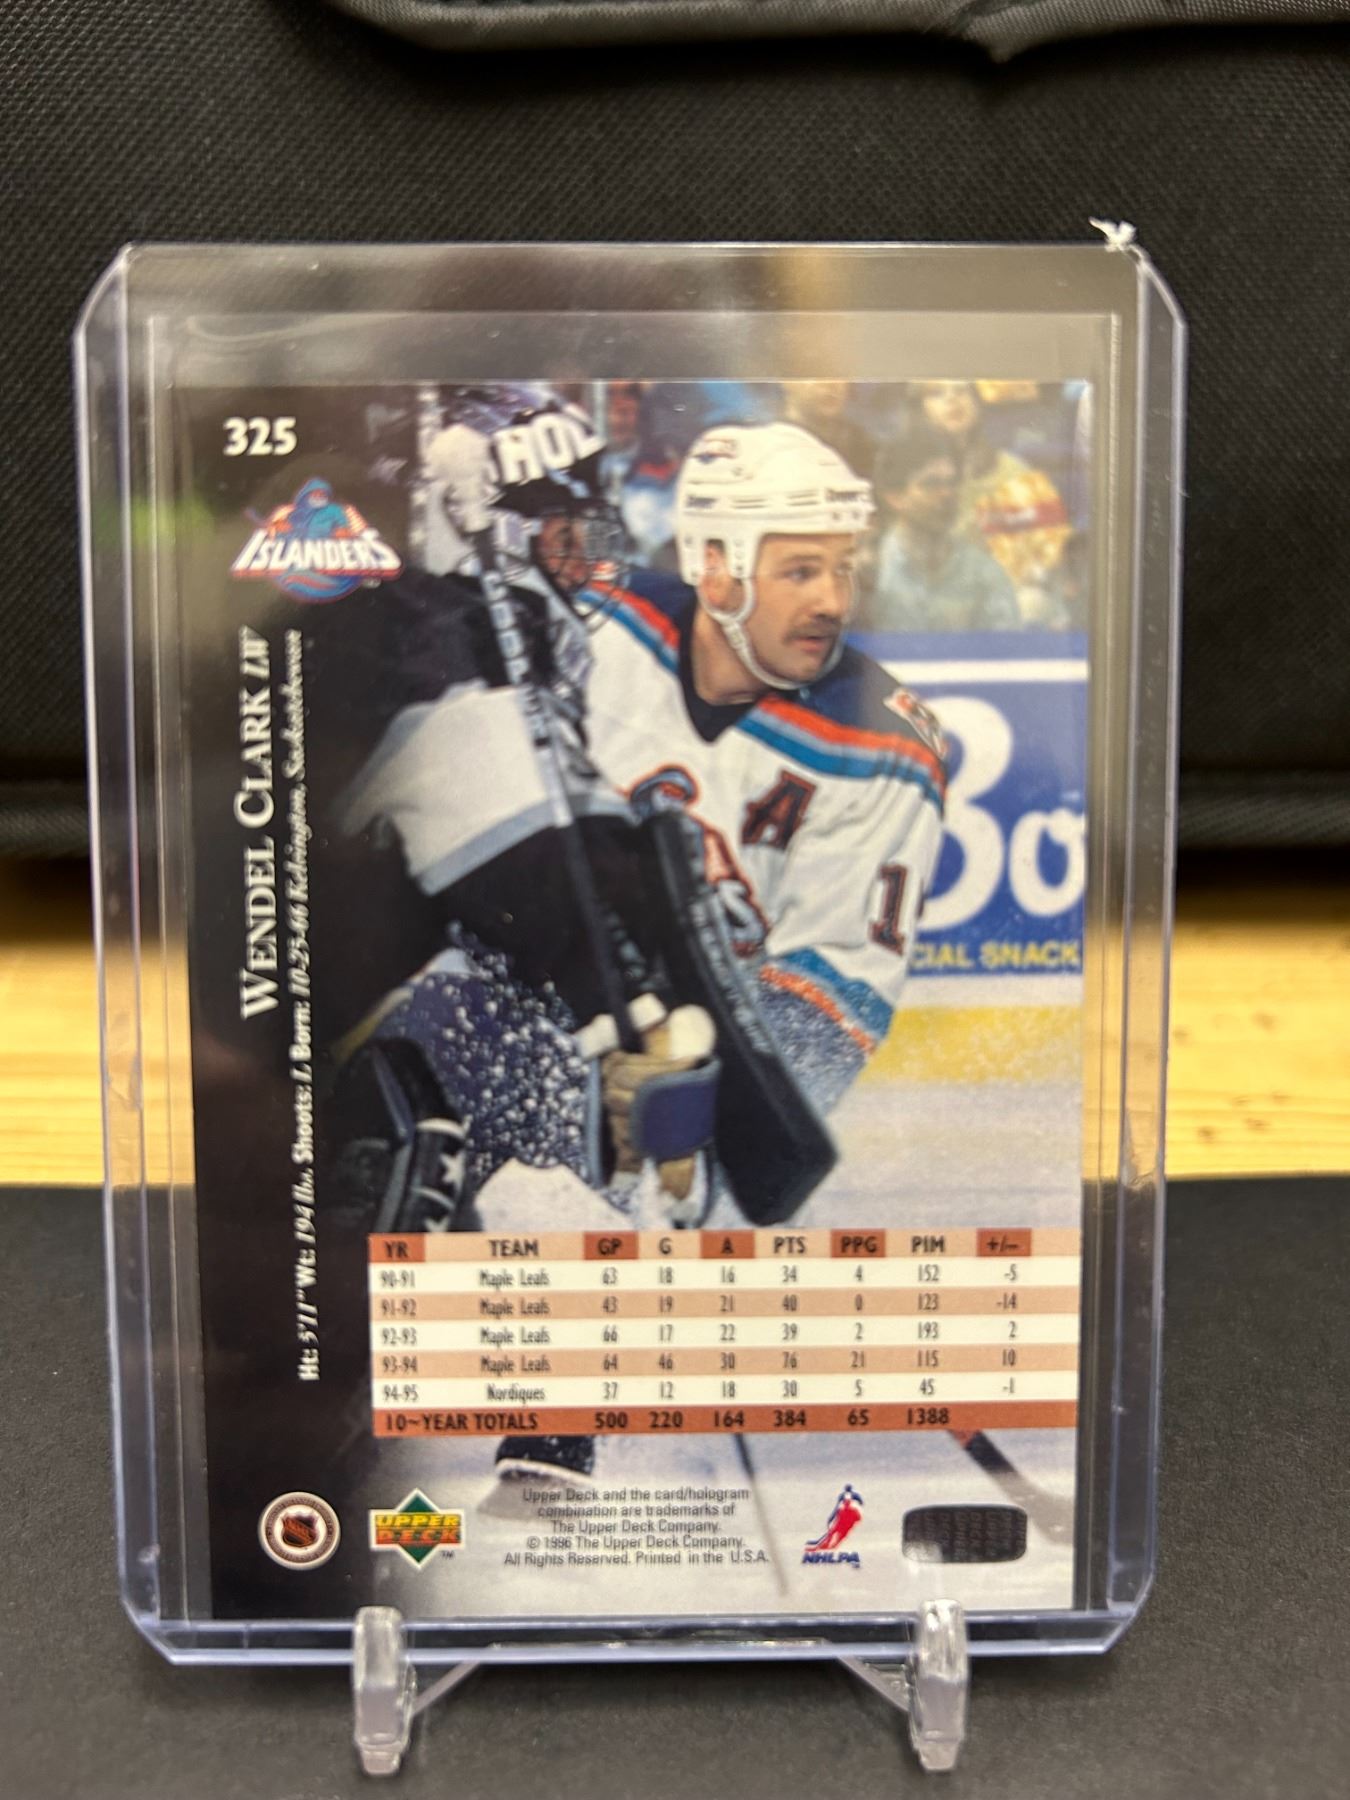 325
HOL
ISLANDERS
WENDEL CLARK LW
Ht: 5'11" Wt: 194 lbs. Shoots: L Born: 10-25-66 Kelvington, Saskatchewan
A
1
Bo
CIAL SNACK
YR TEAM GP G A PTS PPG PIM +/-
90-91 Maple Leafs 63 18 16 34 4 152 -5
91-92 Maple Leafs 43 19 21 40 0 123 -14
92-93 Maple Leafs 66 17 22 39 2 193 2
93-94 Maple Leafs 64 46 30 76 21 115 10
94-95 Nordiques 37 12 18 30 5 45 -1
10~YEAR TOTALS 500 220 164 384 65 1388
UPPER
DECK
TM
Upper Deck and the card/hologram
combination are trademarks of
The Upper Deck Company.
© 1996 The Upper Deck Company.
All Rights Reserved. Printed in the U.S.A.
NHLPA